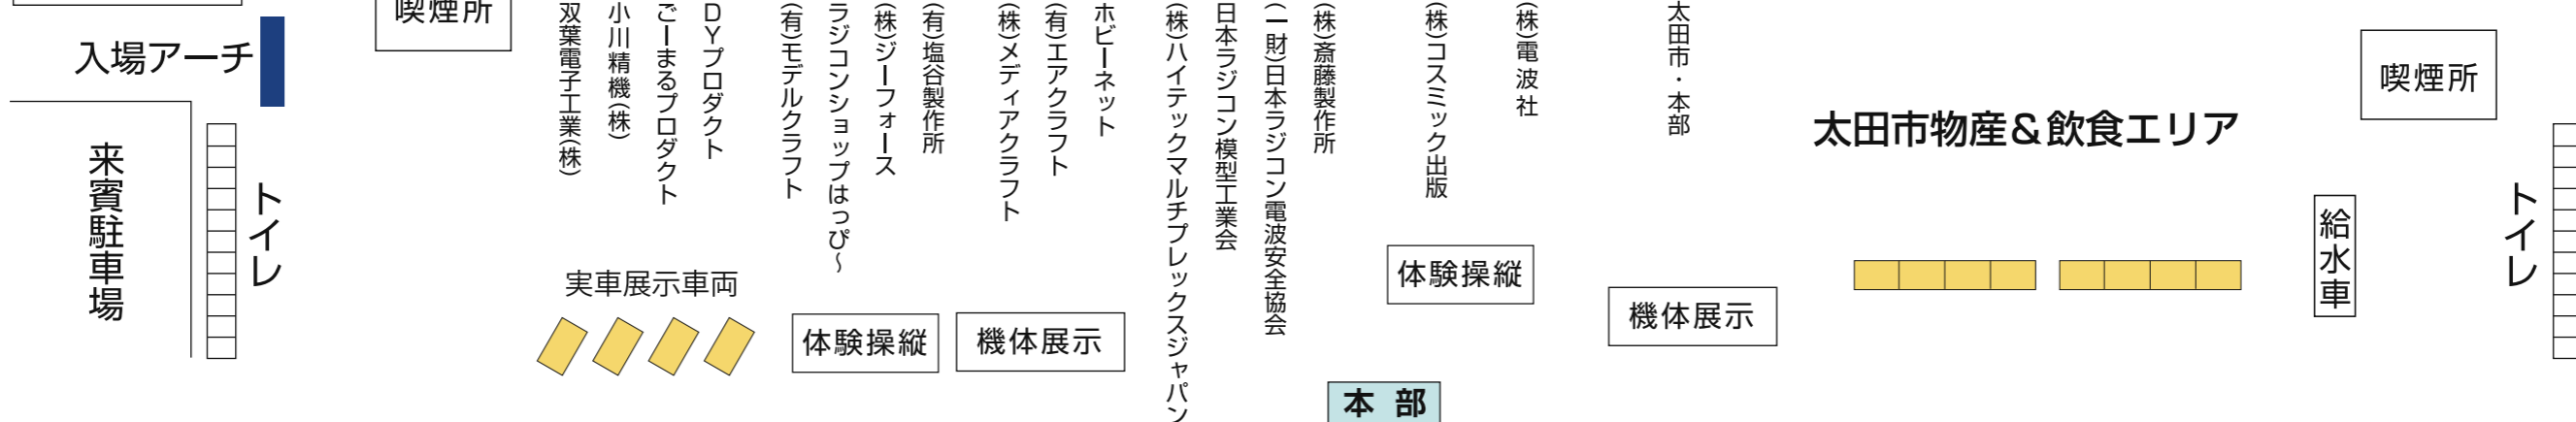 入場アーチ
来賓駐車場
トイレ
喫煙所
双葉電子工業(株)
小川精機(株)
ごーまるプロダクト
DYプロダクト
(有)モデルクラフト
ラジコンショップはっぴ～
(株)ジーフォース
(有)塩谷製作所
(株)メディアクラフト
(有)エアクラフト
ホビーネット
(株)ハイテックマルチプレックスジャパン
日本ラジコン模型工業会
(一財)日本ラジコン電波安全協会
(株)斎藤製作所
(株)コスミック出版
(株)電波社
太田市・本部
実車展示車両
体験操縦
機体展示
体験操縦
機体展示
本部
太田市物産&飲食エリア
喫煙所
給水車
トイレ